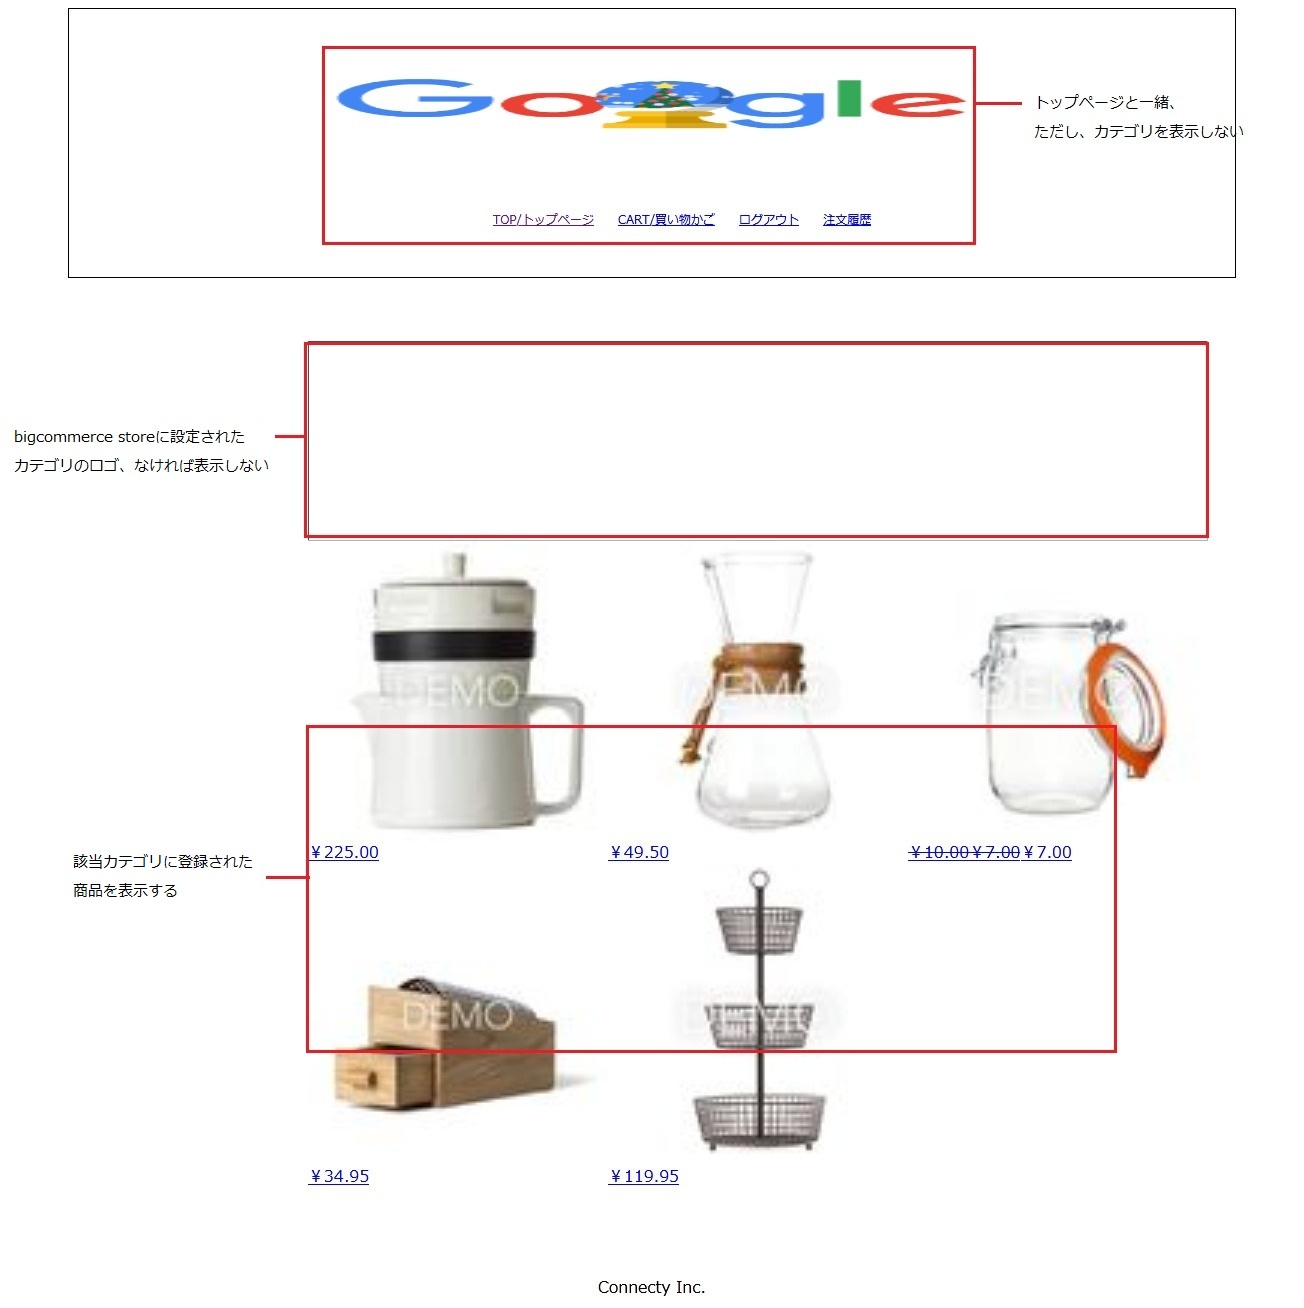 Google
トップページと一緒、
ただし、カテゴリを表示しない
TOP/トップページ CART/買い物かご ログアウト 注文履歴
bigcommerce storeに設定された
カテゴリのロゴ、なければ表示しない
DEMO DEMO DEMO
￥225.00 ￥49.50 ￥10.00￥7.00￥7.00
該当カテゴリに登録された
商品を表示する
DEMO DEMO
￥34.95 ￥119.95
Connecty Inc.